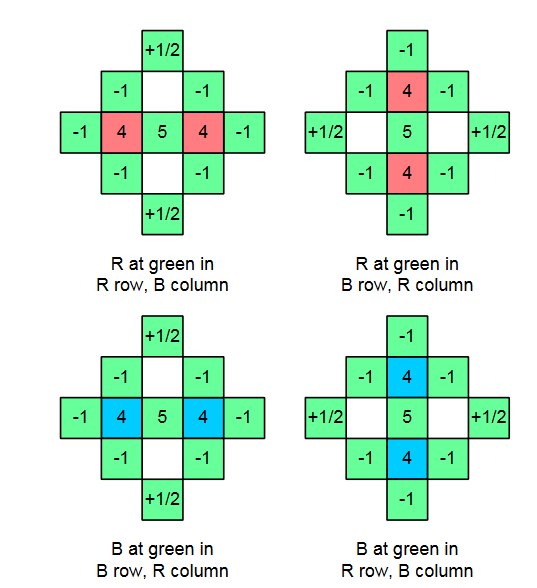 +1/2
-1 -1
-1 4 5 4 -1
-1 -1
+1/2
R at green in
R row, B column
-1
-1 4 -1
+1/2 5 +1/2
-1 4 -1
-1
R at green in
B row, R column
+1/2
-1 -1
-1 4 5 4 -1
-1 -1
+1/2
B at green in
B row, R column
-1
-1 4 -1
+1/2 5 +1/2
-1 4 -1
-1
B at green in
R row, B column